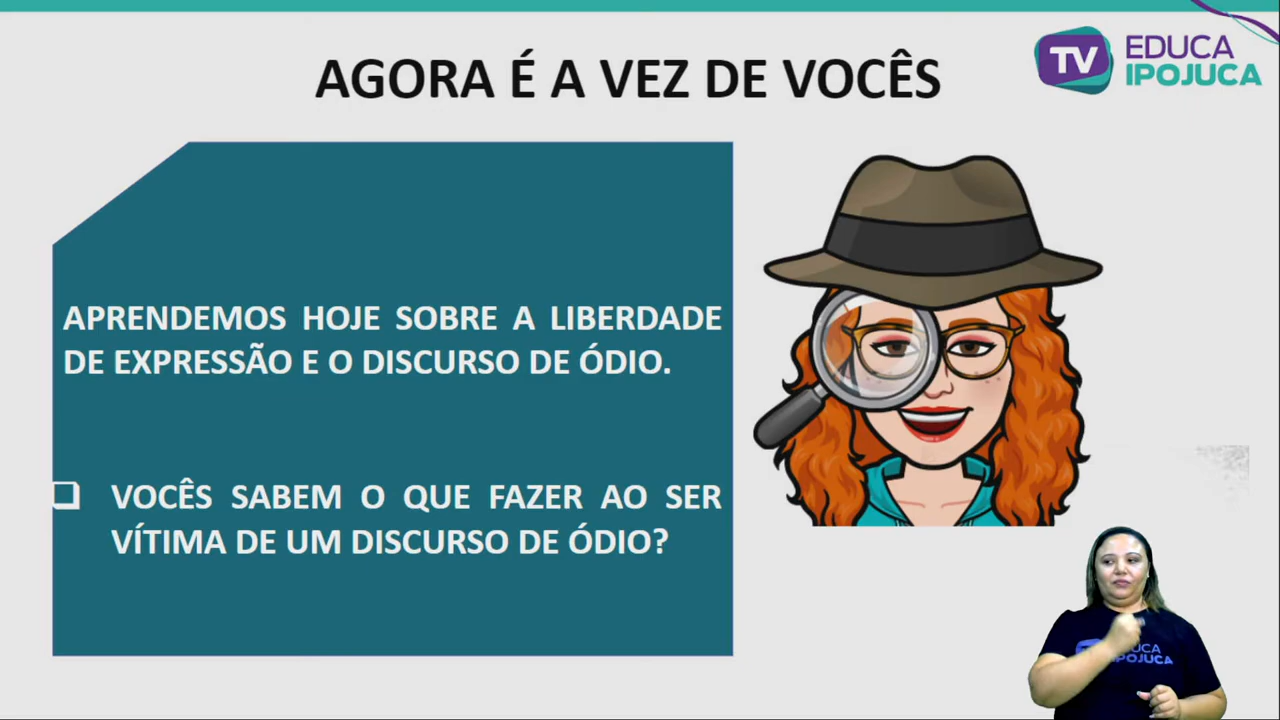 AGORA É A VEZ DE VOCÊS
TV EDUCA
IPOJUCA
APRENDEMOS HOJE SOBRE A LIBERDADE
DE EXPRESSÃO E O DISCURSO DE ÓDIO.
❑ VOCÊS SABEM O QUE FAZER AO SER
VÍTIMA DE UM DISCURSO DE ÓDIO?
EDUCA
IPOJUCA